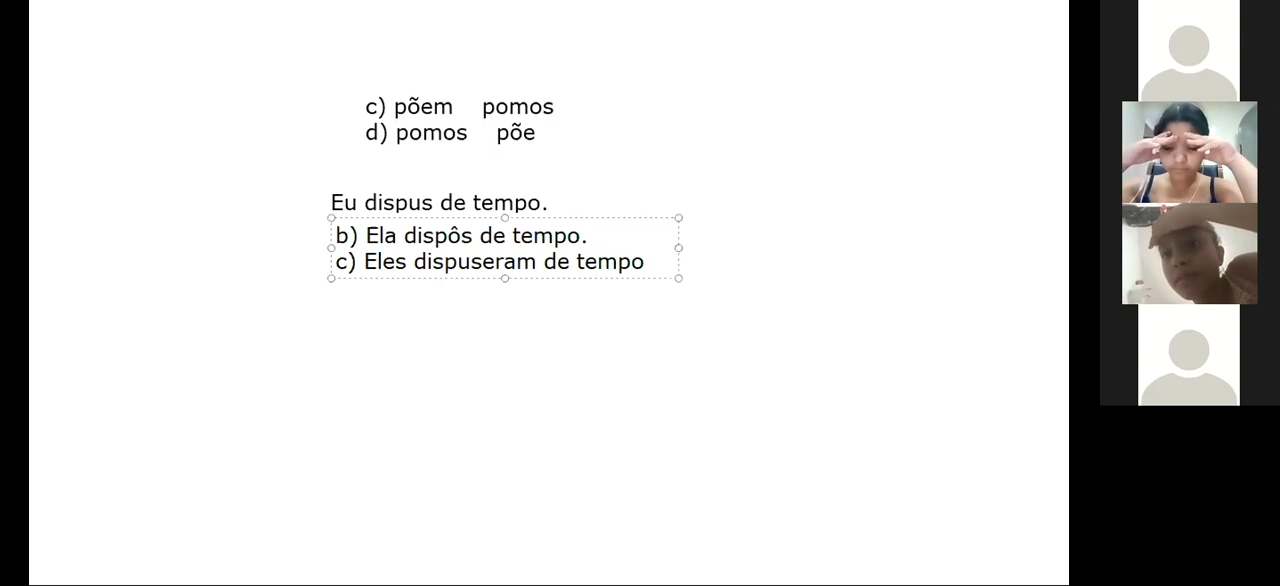 c) põem pomos
d) pomos põe
Eu dispus de tempo.
b) Ela dispôs de tempo.
c) Eles dispuseram de tempo